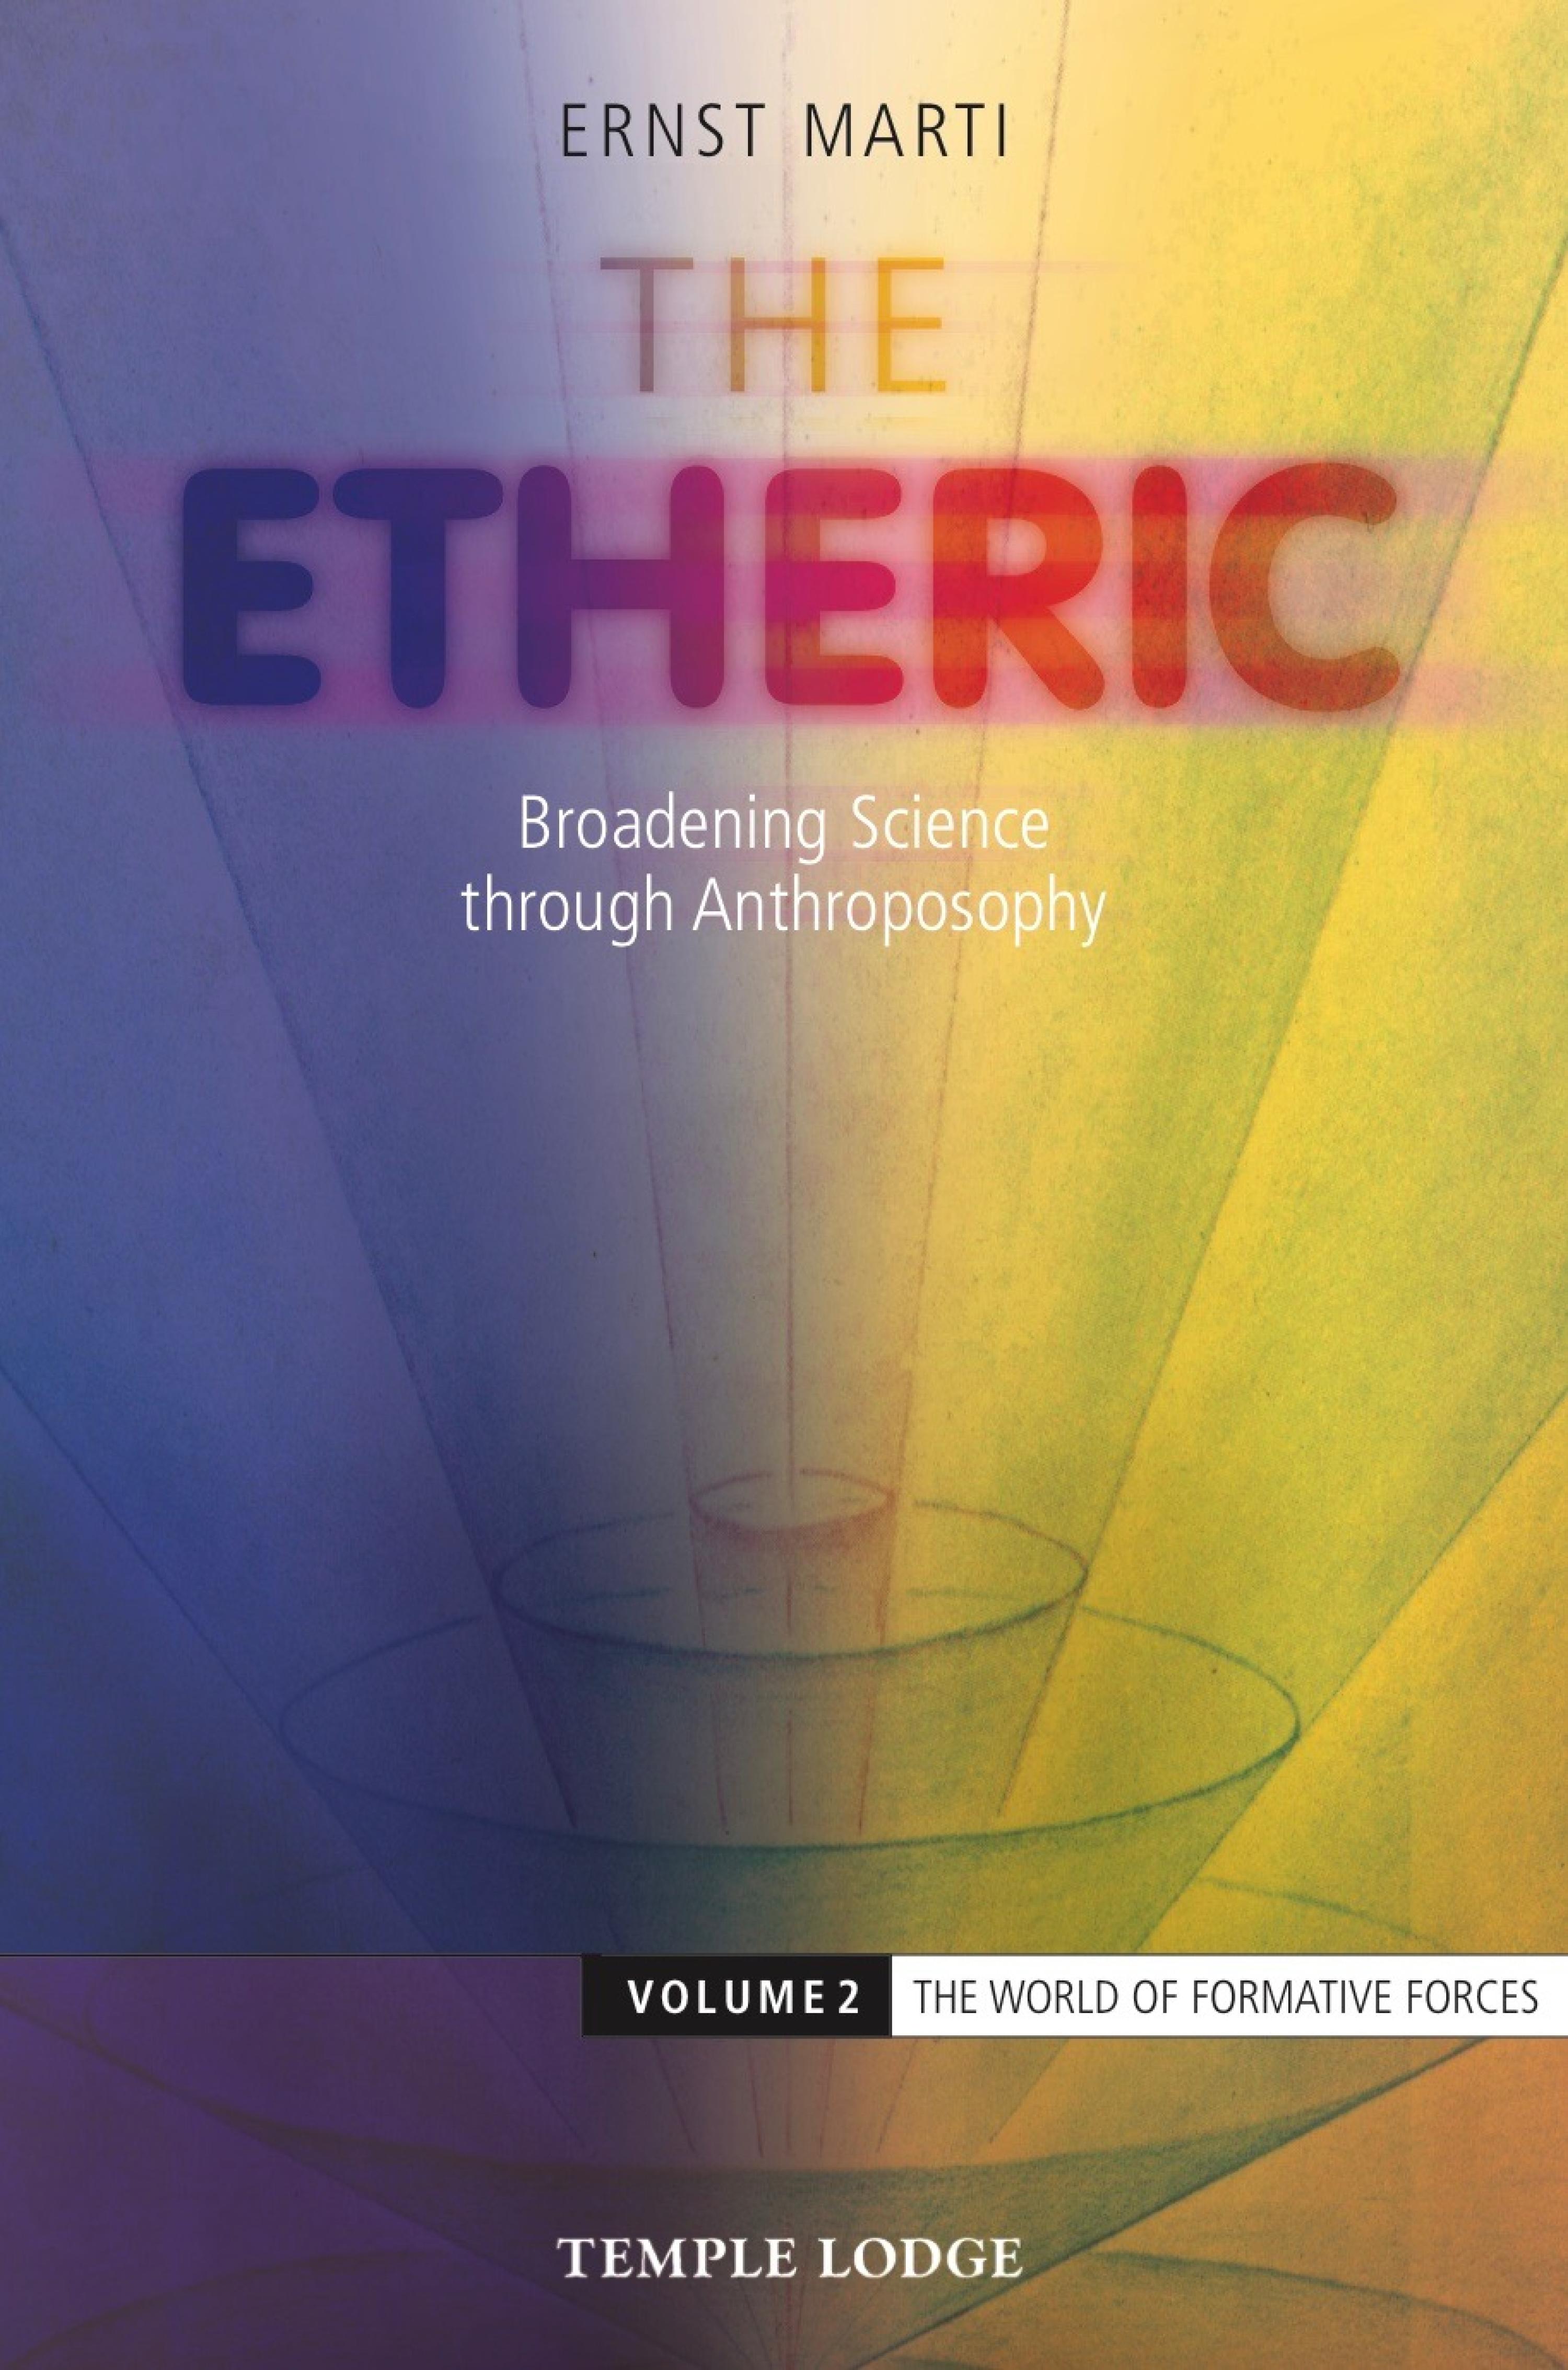 ERNST MARTI
THE
ETHERIC
Broadening Science
through Anthroposophy
VOLUME 2 THE WORLD OF FORMATIVE FORCES
TEMPLE LODGE